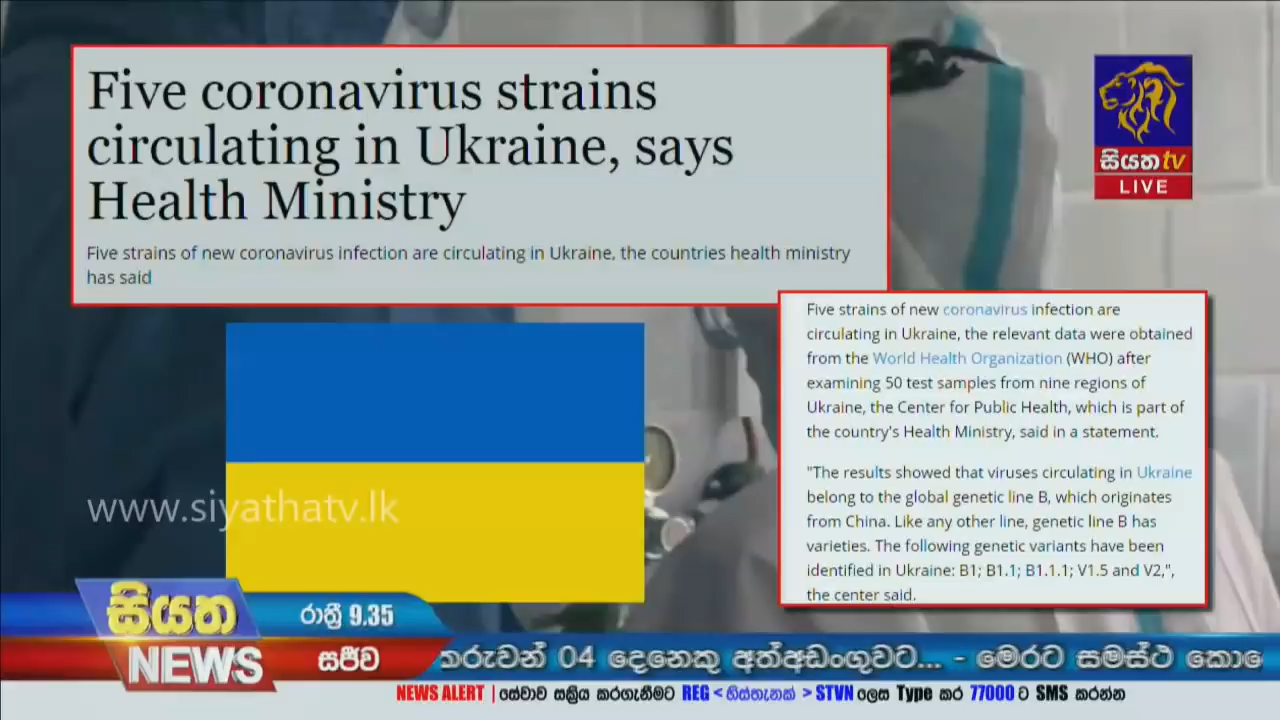 Five coronavirus strains
circulating in Ukraine, says
Health Ministry
Five strains of new coronavirus infection are circulating in Ukraine, the countries health ministry
has said
සියත tv
LIVE
Five strains of new coronavirus infection are
circulating in Ukraine, the relevant data were obtained
from the World Health Organization (WHO) after
examining 50 test samples from nine regions of
Ukraine, the Center for Public Health, which is part of
the country's Health Ministry, said in a statement.
"The results showed that viruses circulating in Ukraine
belong to the global genetic line B, which originates
from China. Like any other line, genetic line B has
varieties. The following genetic variants have been
identified in Ukraine: B1; B1.1; B1.1.1; V1.5 and V2,",
the center said.
www.siyathatv.lk
සියත
NEWS
රාත්‍රී 9.35
සජීව
තරුවන් 04 දෙනෙකු අත්අඩංගුවට... - මෙරට සමස්ථ කොවි
NEWS ALERT | සේවාව සක්‍රිය කරගැනීමට REG < හිස්තැනක් > STVN ලෙස Type කර 77000 ට SMS කරන්න